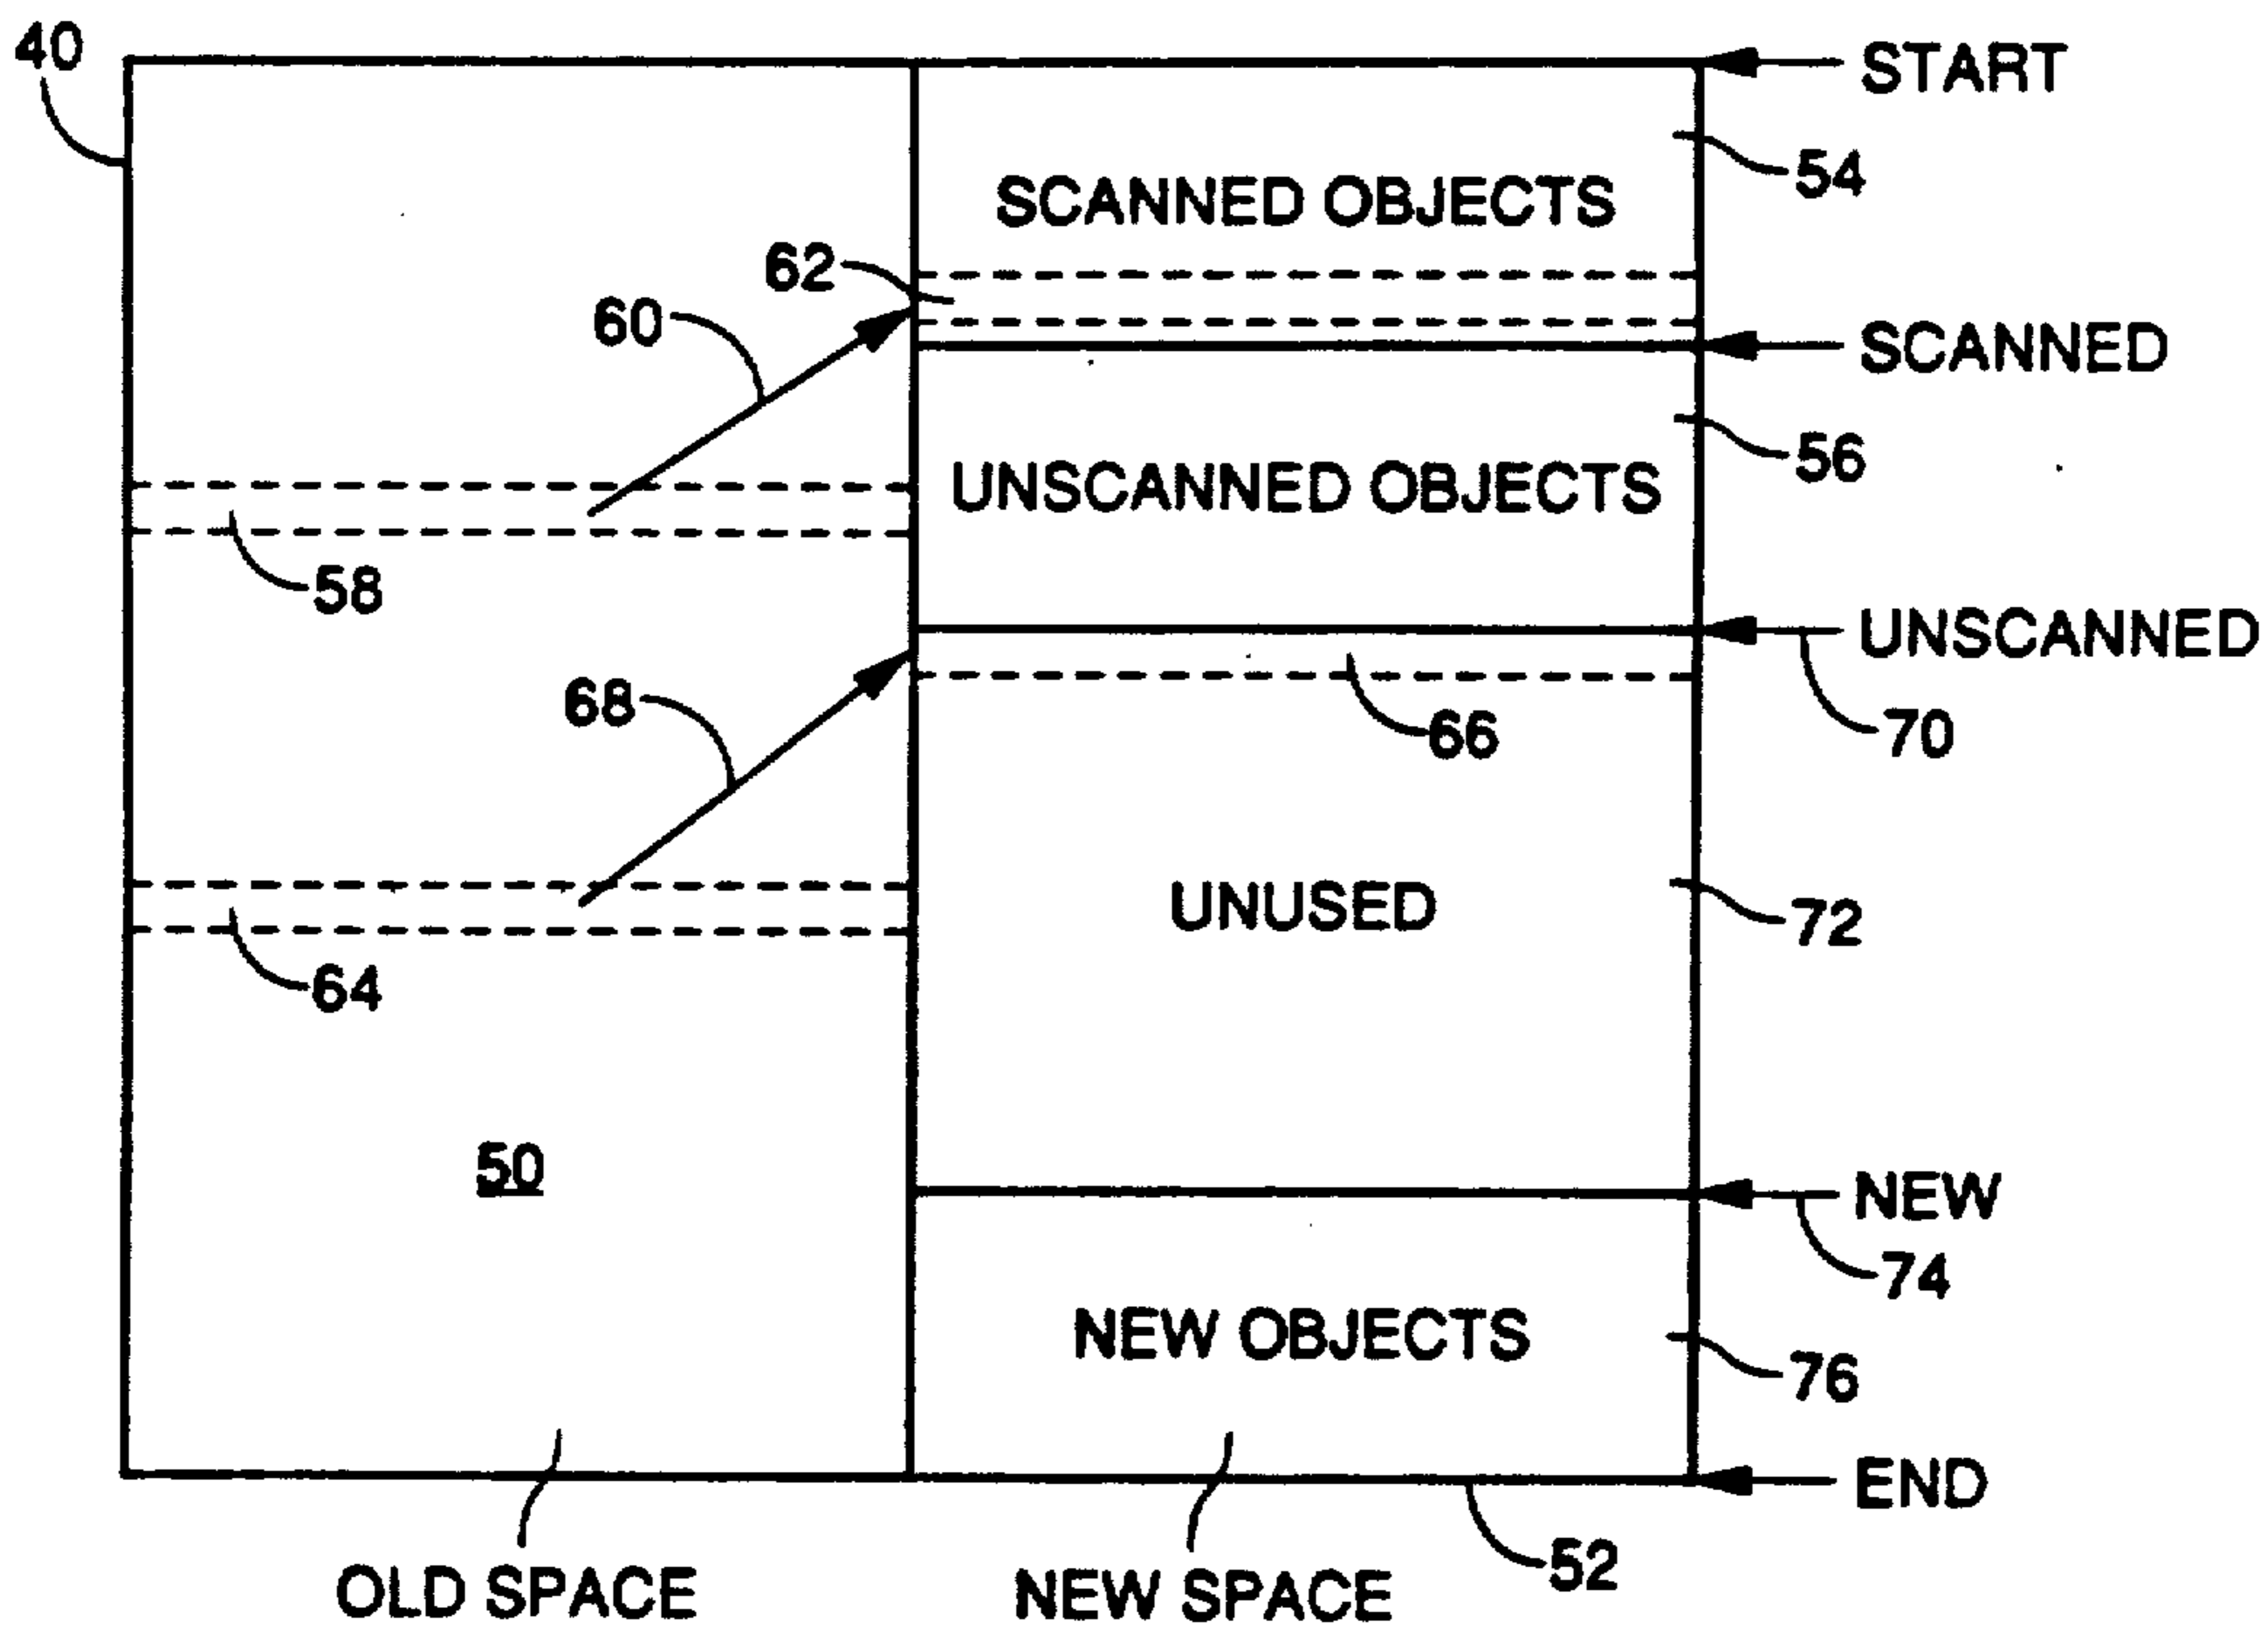 40
START
54
SCANNED OBJECTS
62
60
SCANNED
56
UNSCANNED OBJECTS
58
UNSCANNED
68
66
70
UNUSED
72
64
50
NEW
74
NEW OBJECTS
76
END
52
OLD SPACE
NEW SPACE